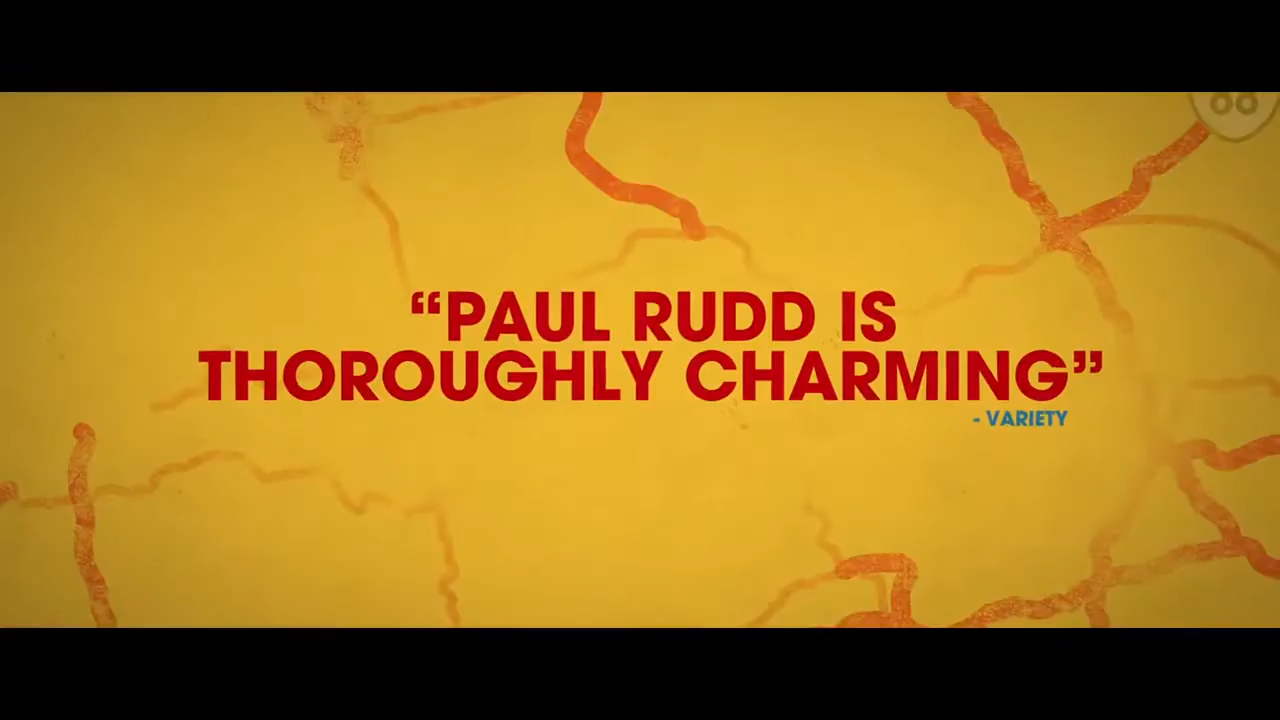 “PAUL RUDD IS
THOROUGHLY CHARMING”
- VARIETY